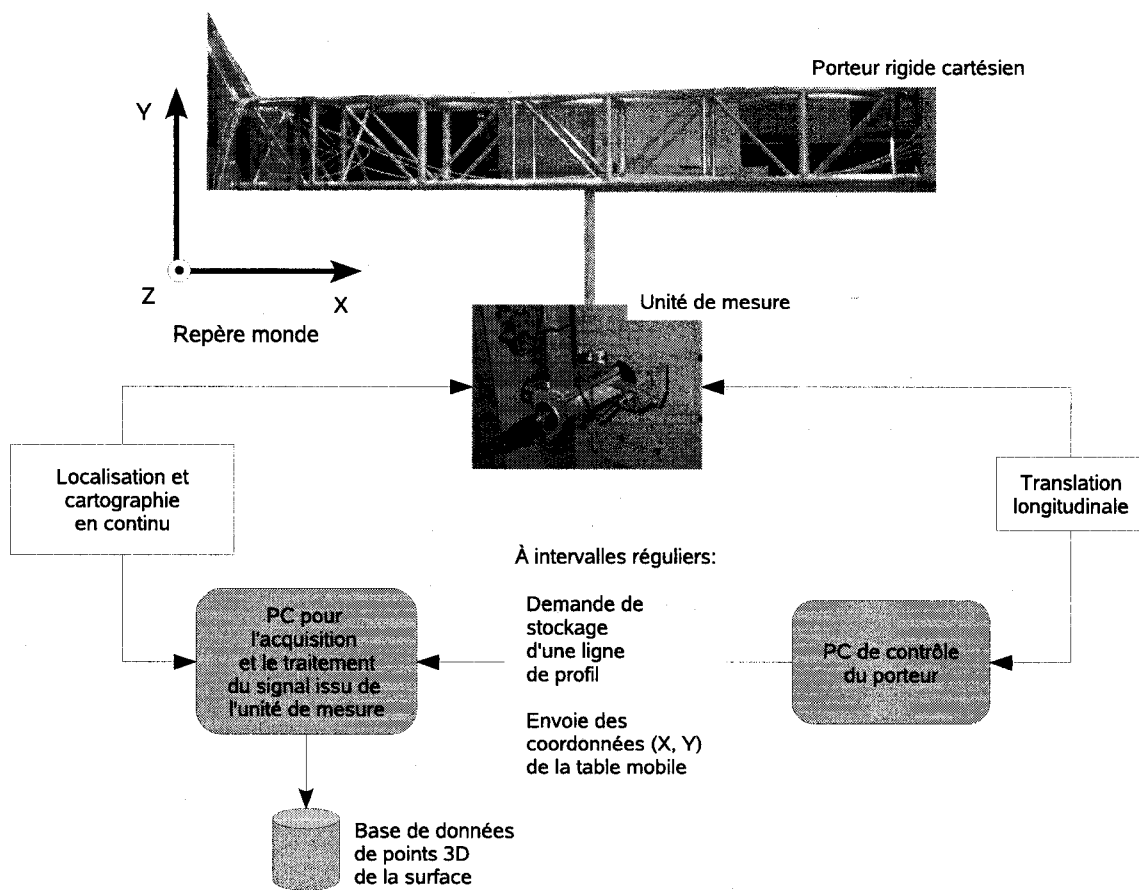 Porteur rigide cartésien
Y
Z
X
Repère monde
Unité de mesure
Localisation et
cartographie
en continu
Translation
longitudinale
À intervalles réguliers:
Demande de
stockage
d'une ligne
de profil
Envoie des
coordonnées (X, Y)
de la table mobile
PC pour
l'acquisition
et le traitement
du signal issu de
l'unité de mesure
PC de contrôle
du porteur
Base de données
de points 3D
de la surface